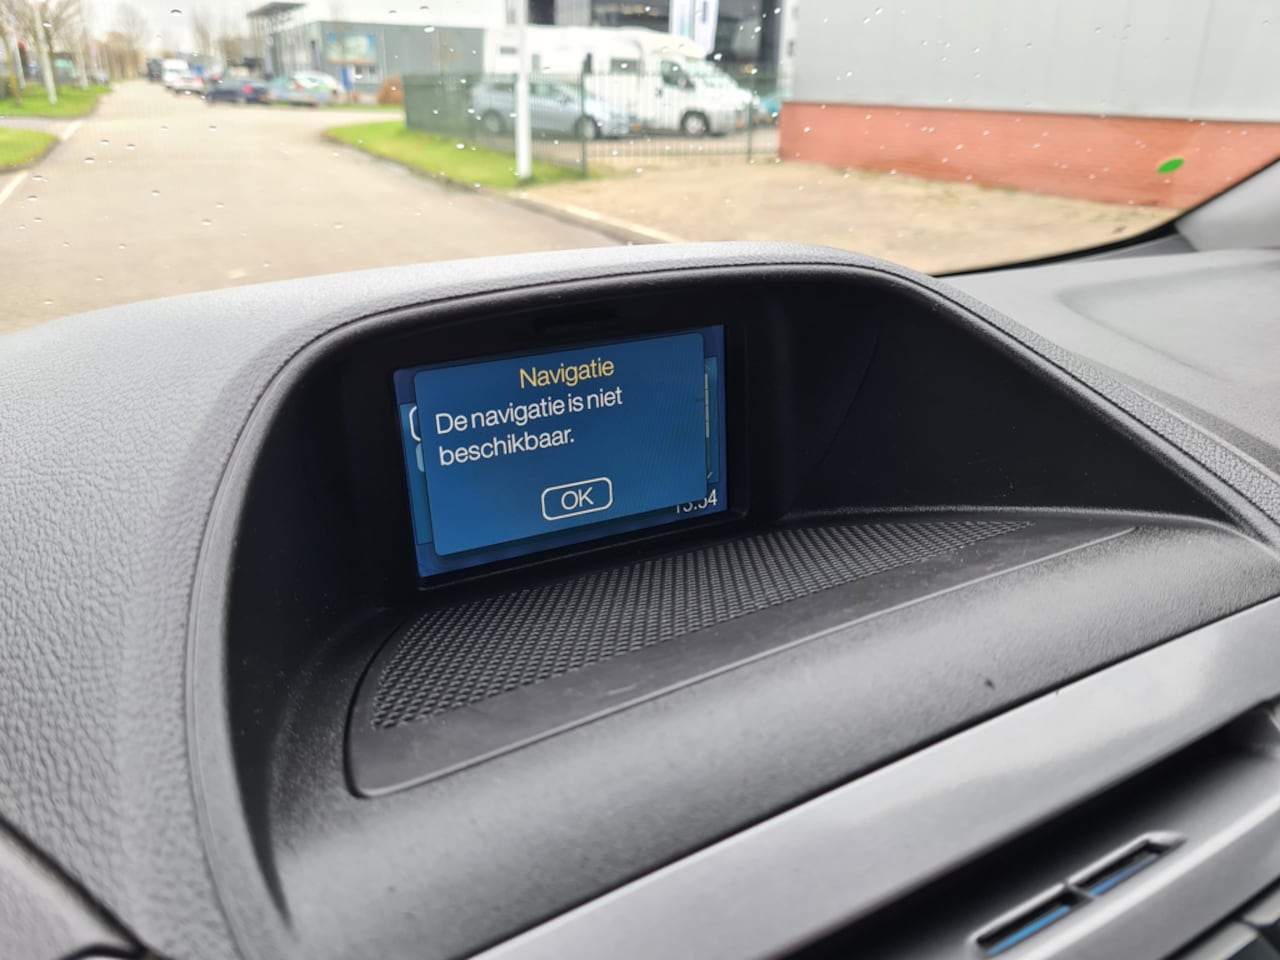 Navigatie
De navigatie is niet
beschikbaar.
OK